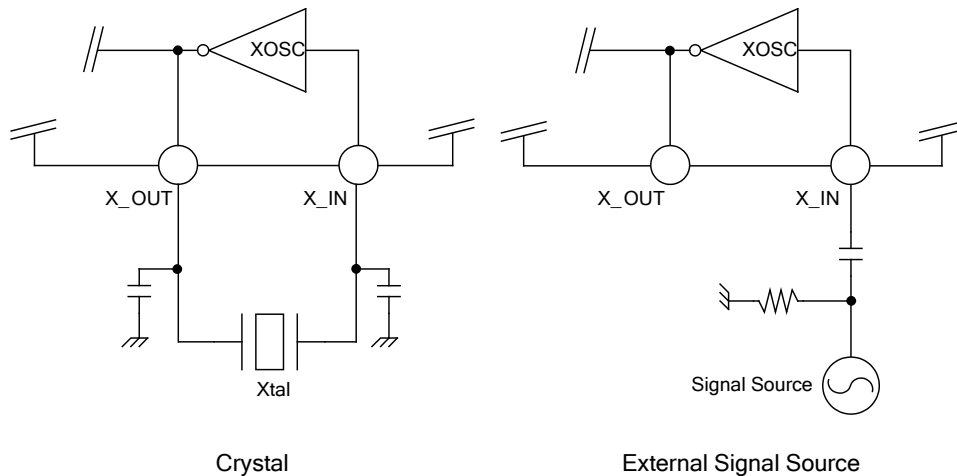 XOSC
XOSC
X_OUT
X_IN
X_OUT
X_IN
Xtal
Signal Source
Crystal
External Signal Source